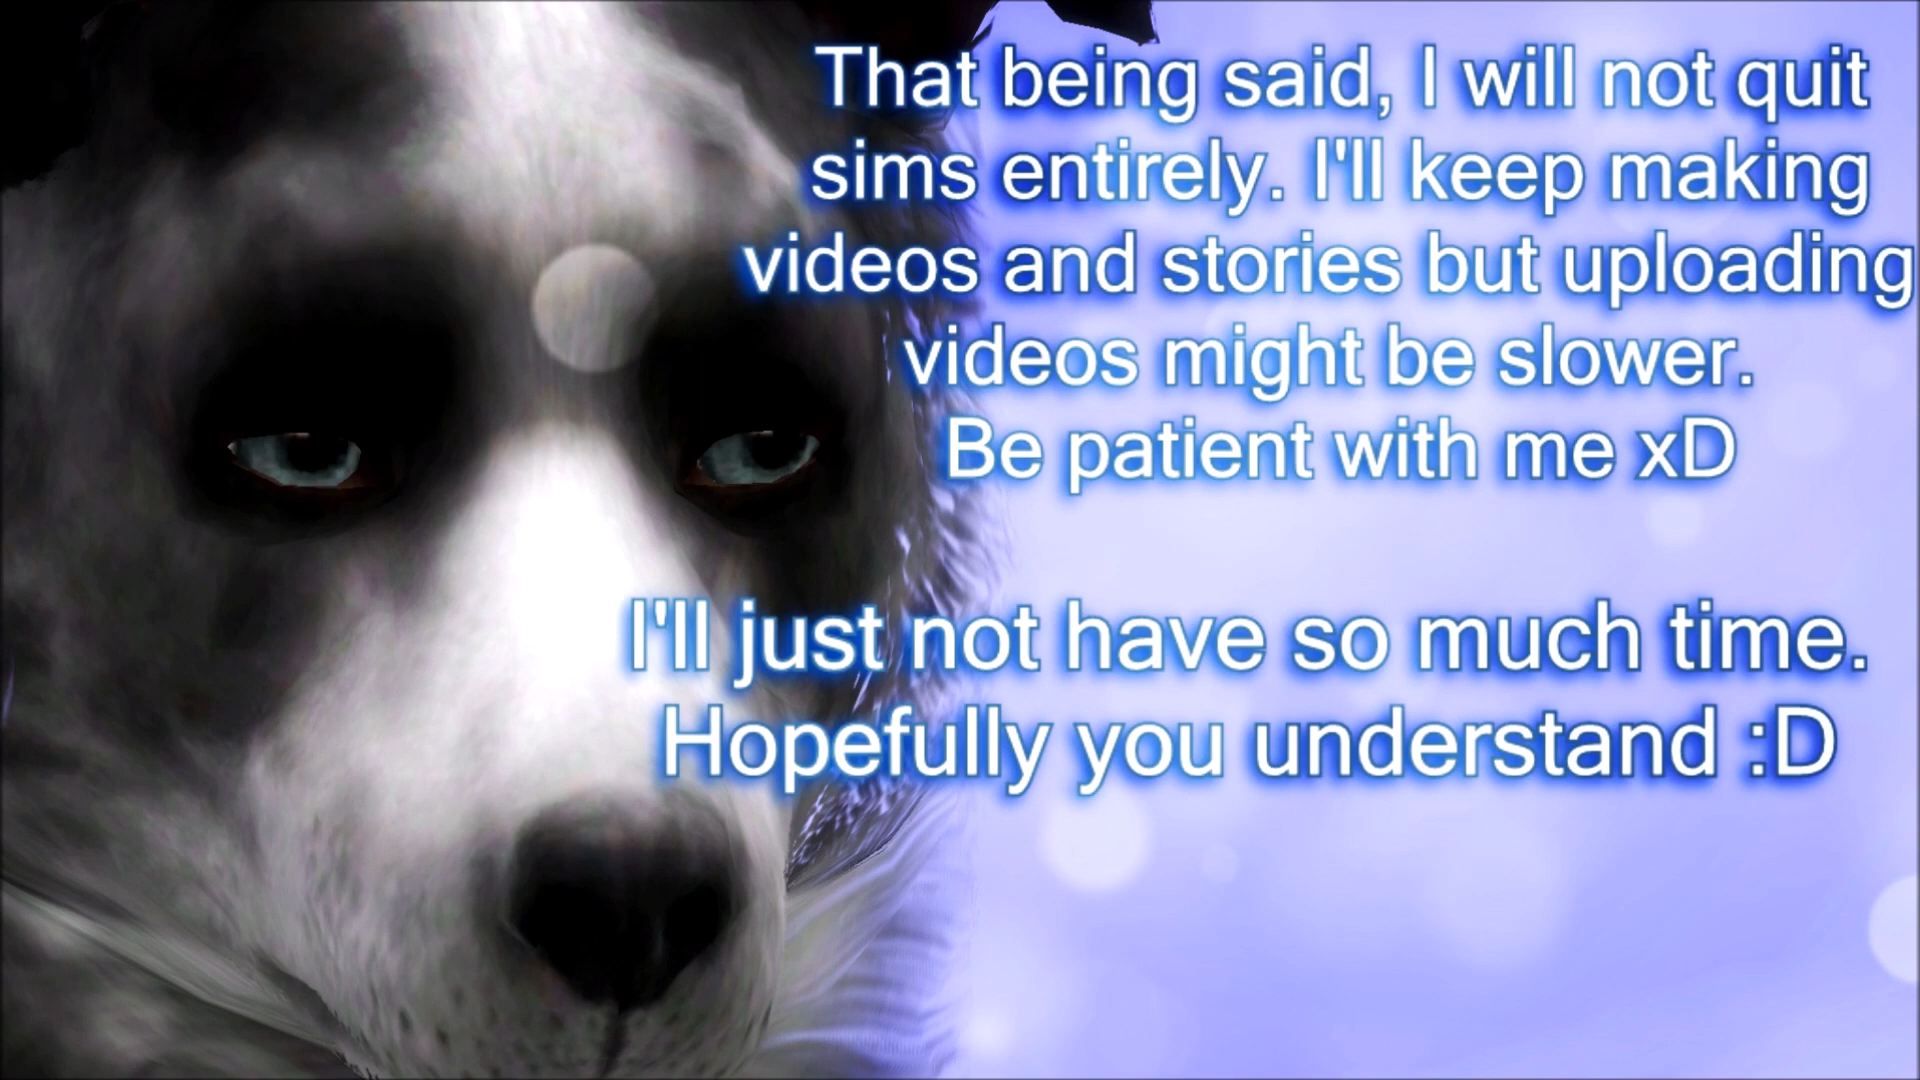 That being said, I will not quit
sims entirely. I'll keep making
videos and stories but uploading
videos might be slower.
Be patient with me xD
I'll just not have so much time.
Hopefully you understand :D